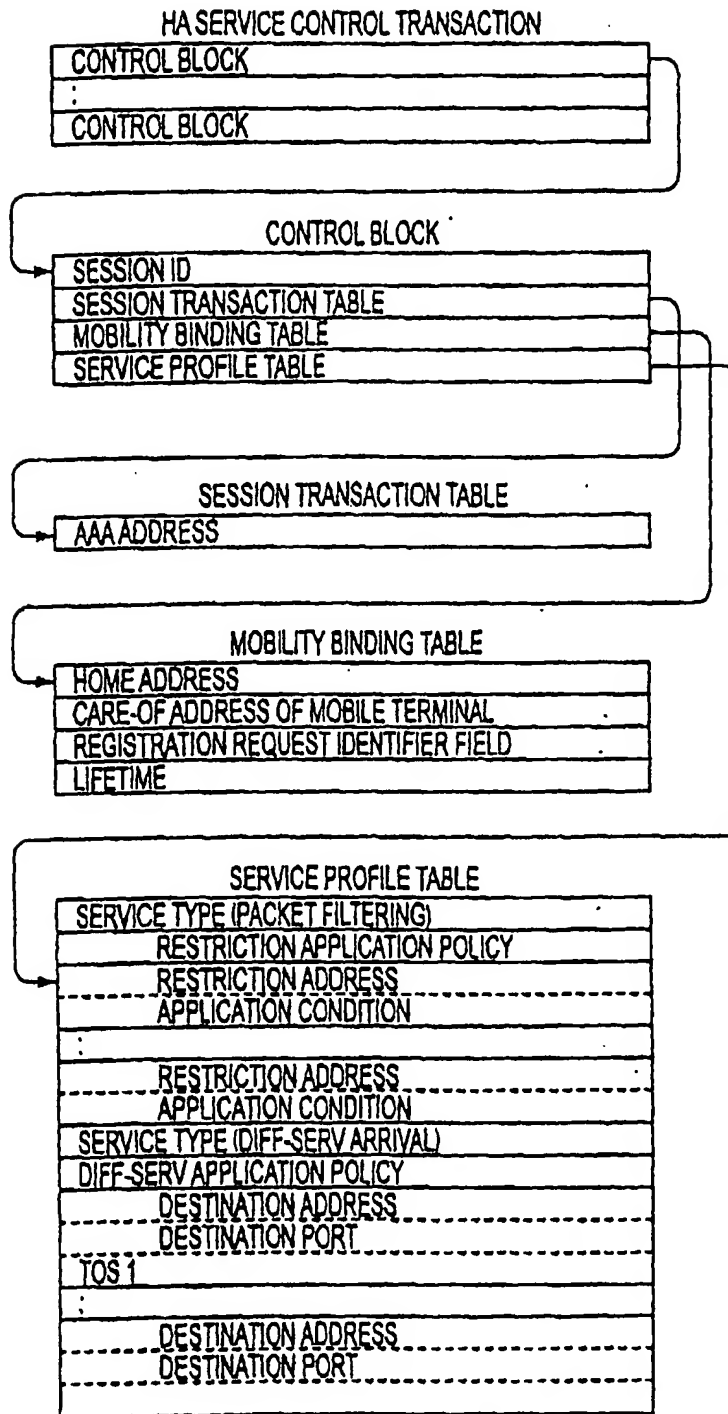 HA SERVICE CONTROL TRANSACTION
CONTROL BLOCK
:
CONTROL BLOCK
CONTROL BLOCK
SESSION ID
SESSION TRANSACTION TABLE
MOBILITY BINDING TABLE
SERVICE PROFILE TABLE
SESSION TRANSACTION TABLE
AAA ADDRESS
MOBILITY BINDING TABLE
HOME ADDRESS
CARE-OF ADDRESS OF MOBILE TERMINAL
REGISTRATION REQUEST IDENTIFIER FIELD
LIFETIME
SERVICE PROFILE TABLE
SERVICE TYPE (PACKET FILTERING)
RESTRICTION APPLICATION POLICY
RESTRICTION ADDRESS
APPLICATION CONDITION
:
RESTRICTION ADDRESS
APPLICATION CONDITION
SERVICE TYPE (DIFF-SERV ARRIVAL)
DIFF-SERV APPLICATION POLICY
DESTINATION ADDRESS
DESTINATION PORT
TOS 1
:
DESTINATION ADDRESS
DESTINATION PORT